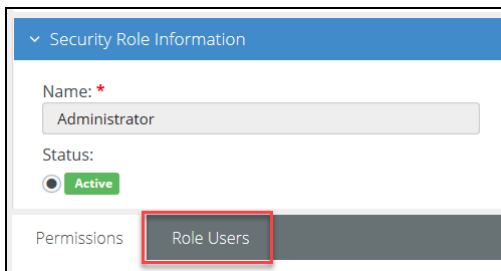 Security Role Information
Name: *
Administrator
Status:
Active
Permissions Role Users